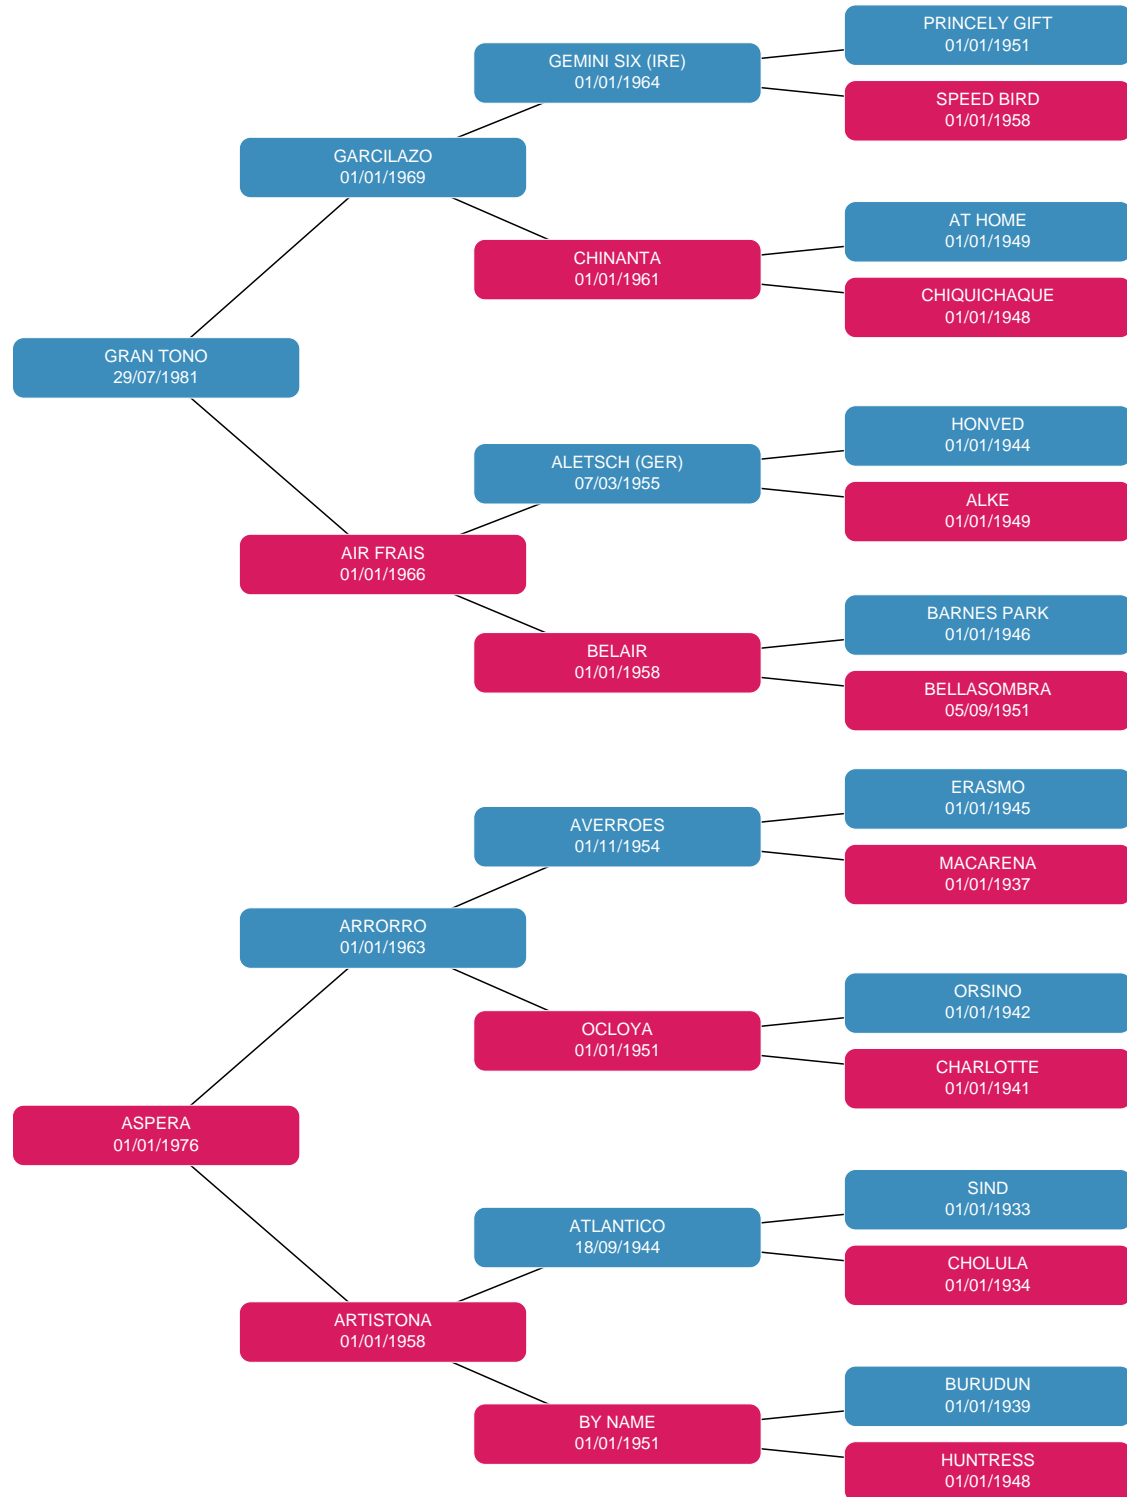 PRINCELY GIFT
01/01/1951
GEMINI SIX (IRE)
01/01/1964
SPEED BIRD
01/01/1958
GARCILAZO
01/01/1969
AT HOME
01/01/1949
CHINANTA
01/01/1961
CHIQUICHAQUE
01/01/1948
GRAN TONO
29/07/1981
HONVED
01/01/1944
ALETSCH (GER)
07/03/1955
ALKE
01/01/1949
AIR FRAIS
01/01/1966
BARNES PARK
01/01/1946
BELAIR
01/01/1958
BELLASOMBRA
05/09/1951
ERASMO
01/01/1945
AVERROES
01/11/1954
MACARENA
01/01/1937
ARRORRO
01/01/1963
ORSINO
01/01/1942
OCLOYA
01/01/1951
CHARLOTTE
01/01/1941
ASPERA
01/01/1976
SIND
01/01/1933
ATLANTICO
18/09/1944
CHOLULA
01/01/1934
ARTISTONA
01/01/1958
BURUDUN
01/01/1939
BY NAME
01/01/1951
HUNTRESS
01/01/1948